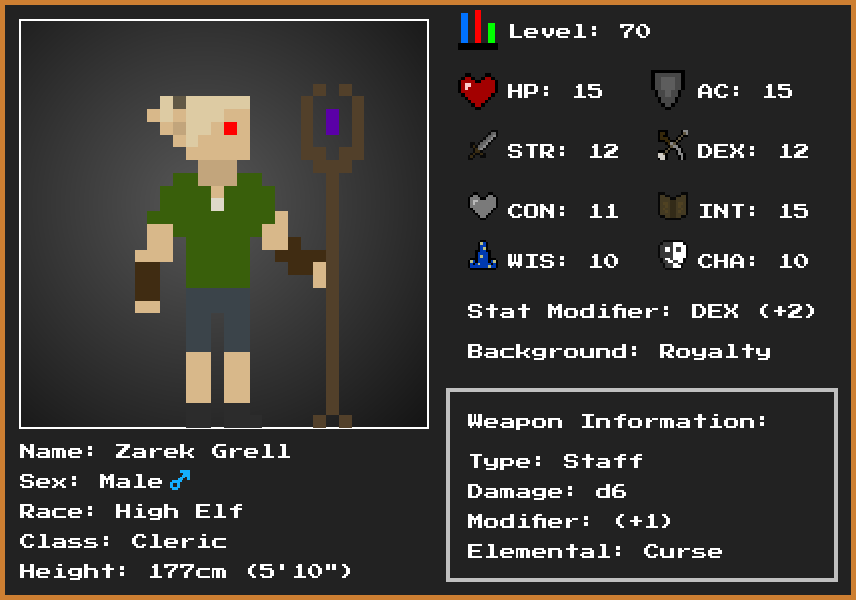 Level: 70
HP: 15 AC: 15
STR: 12 DEX: 12
CON: 11 INT: 15
WIS: 10 CHA: 10
Stat Modifier: DEX (+2)
Background: Royalty
Weapon Information:
Type: Staff
Damage: d6
Modifier: (+1)
Elemental: Curse
Name: Zarek Grell
Sex: Male♂
Race: High Elf
Class: Cleric
Height: 177cm (5'10")